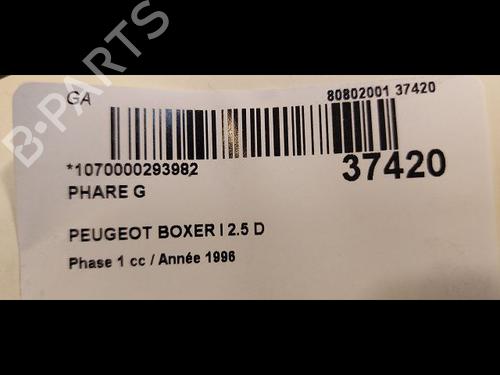 B-PARTS
GA
80802001 37420
*1070000293982
37420
PHARE G
PEUGEOT BOXER I 2.5 D
Phase 1 cc / Année 1996